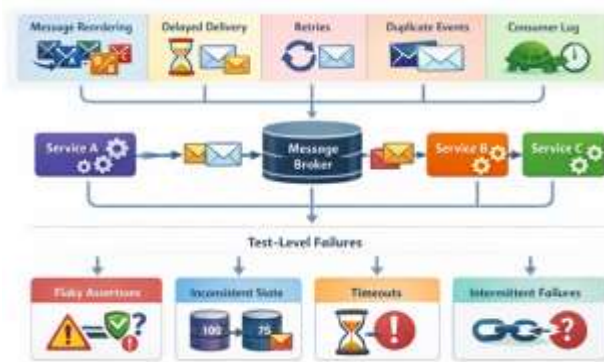 Message Reordering
Delayed Delivery
Retries
Duplicate Events
Consumer Lag
Service A
Message
Broker
Service B
Service C
Test-Level Failures
Flaky Assertions
Inconsistent State
Timeouts
Intermittent Failures
100
75